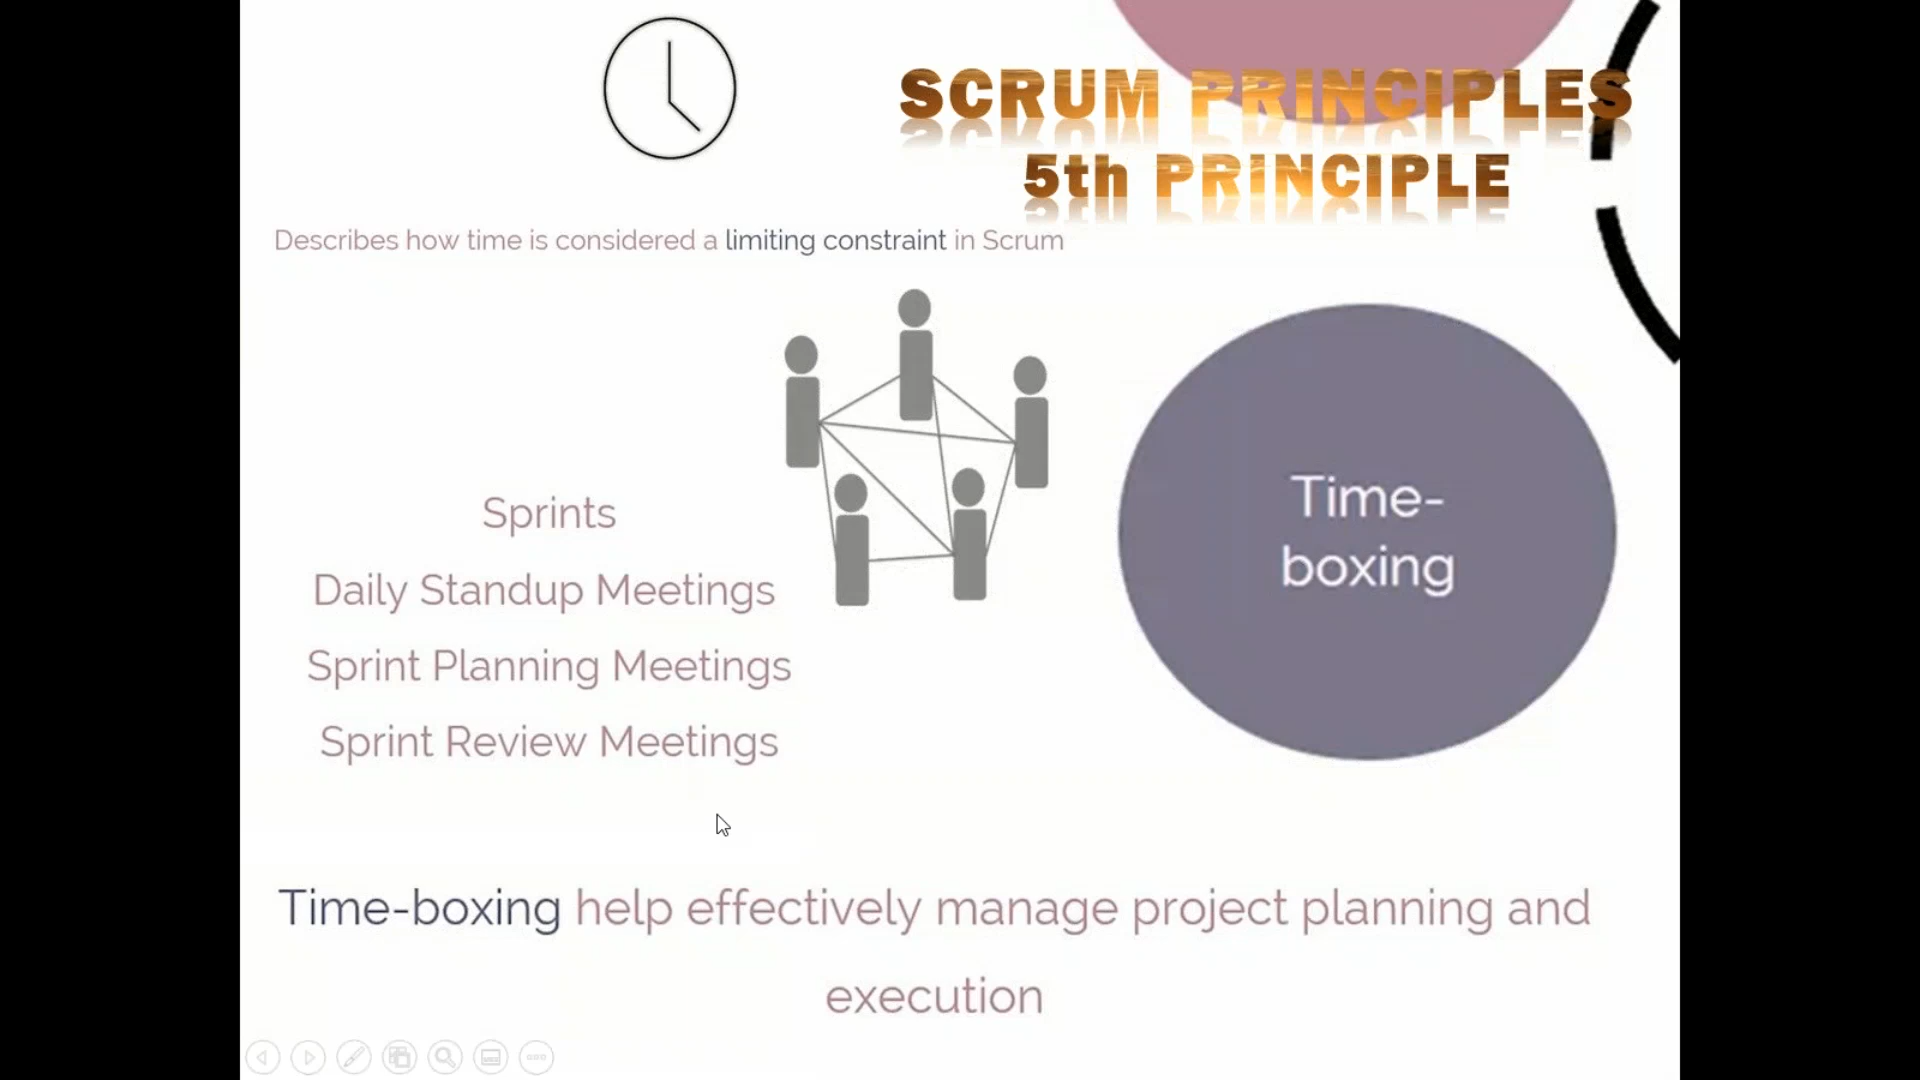 SCRUM PRINCIPLES
5th PRINCIPLE
Describes how time is considered a limiting constraint in Scrum
Sprints
Daily Standup Meetings
Sprint Planning Meetings
Sprint Review Meetings
Time-
boxing
Time-boxing help effectively manage project planning and
execution